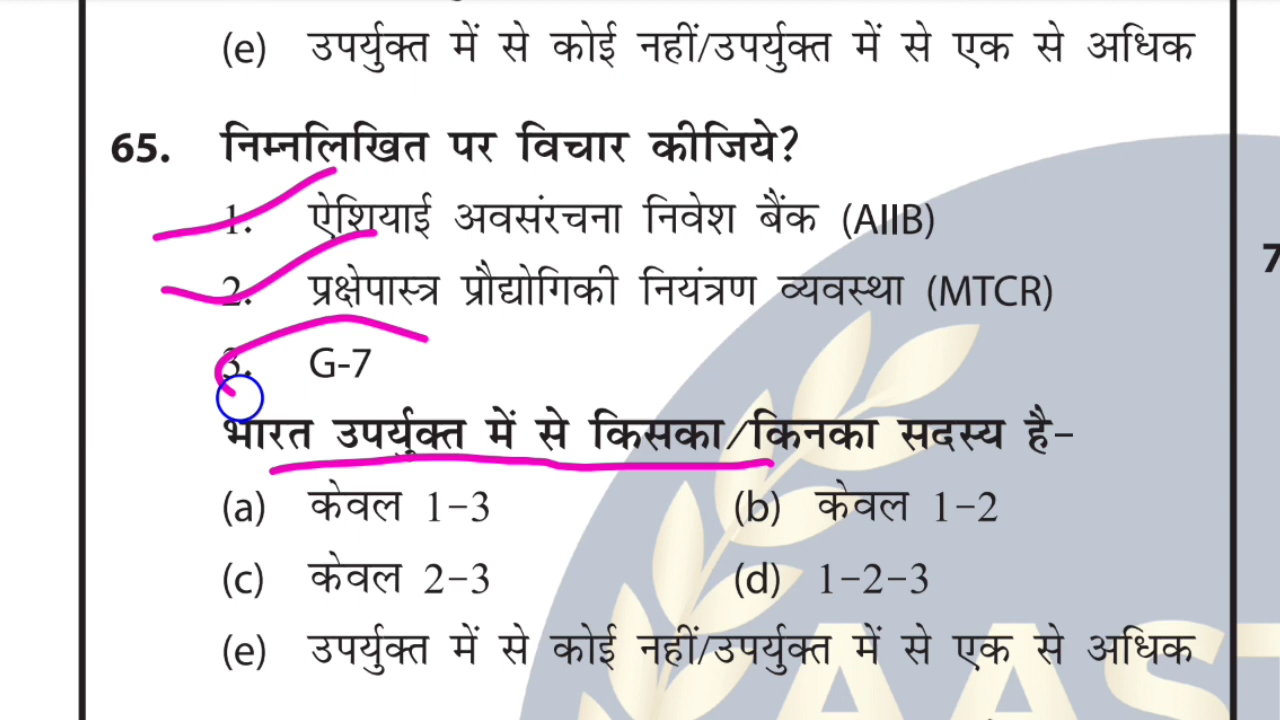 (e) उपर्युक्त में से कोई नहीं/उपर्युक्त में से एक से अधिक
65. निम्नलिखित पर विचार कीजिये?
1. ऐशियाई अवसंरचना निवेश बैंक (AIIB)
2. प्रक्षेपास्त्र प्रौद्योगिकी नियंत्रण व्यवस्था (MTCR)
7
3. G-7
भारत उपर्युक्त में से किसका/किनका सदस्य है-
(a) केवल 1-3 (b) केवल 1-2
(c) केवल 2-3 (d) 1-2-3
(e) उपर्युक्त में से कोई नहीं/उपर्युक्त में से एक से अधिक